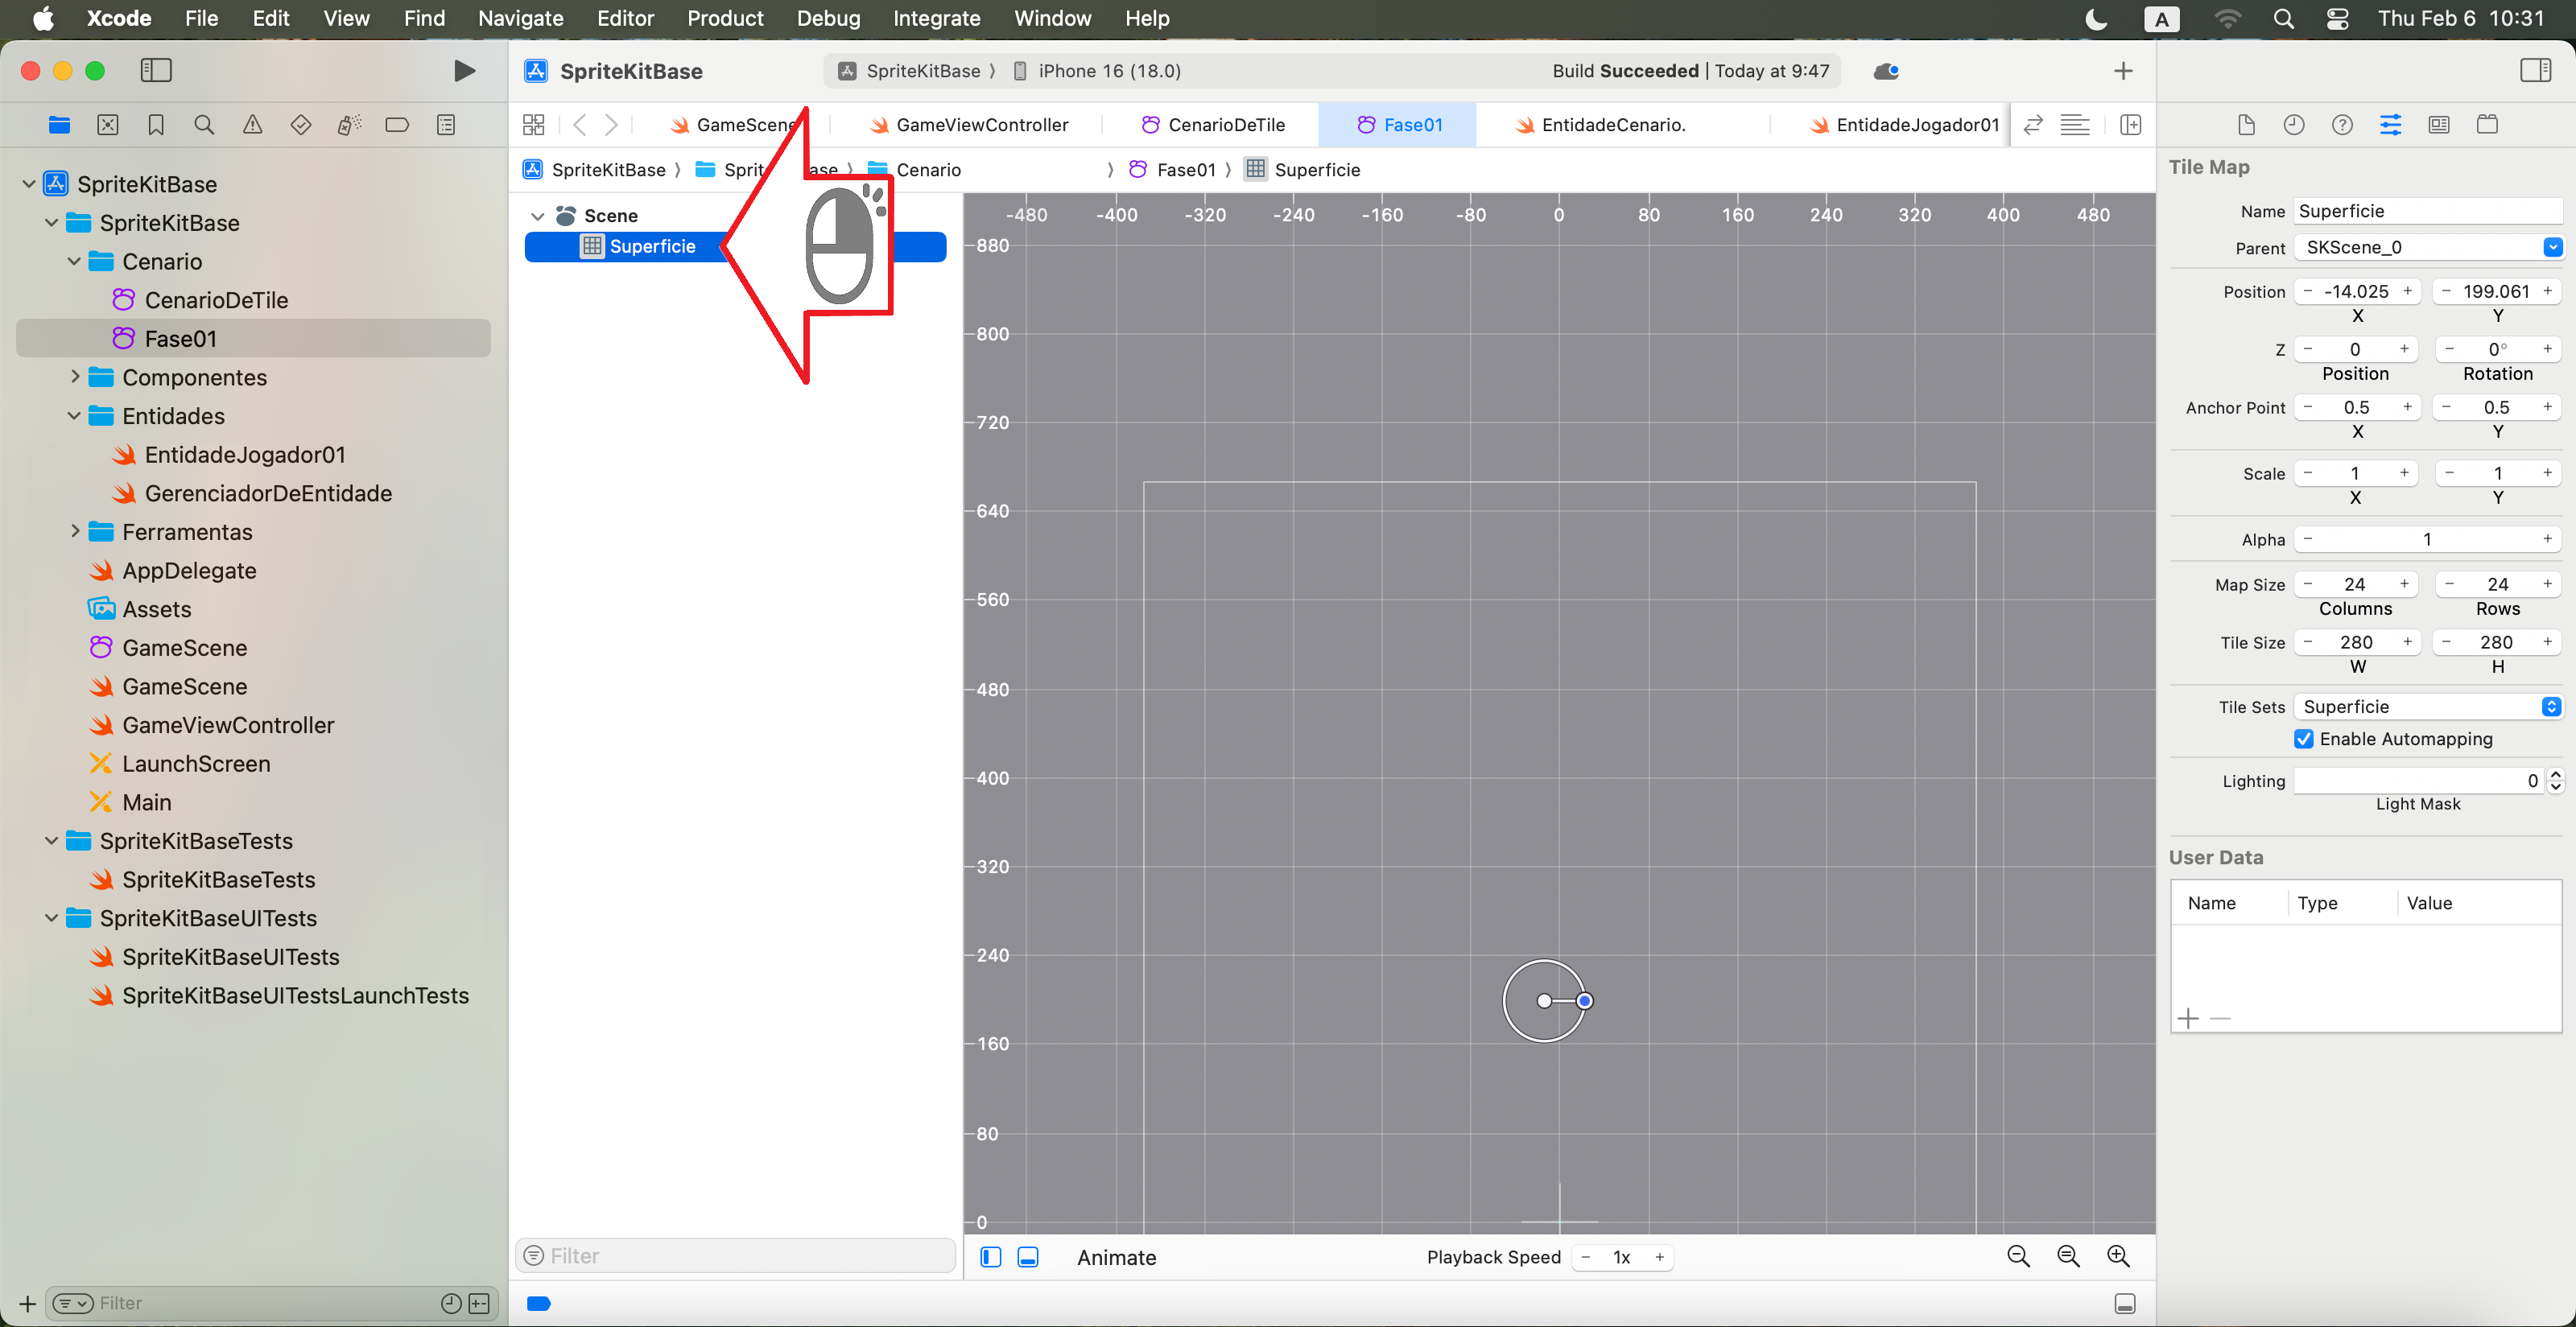 Xcode File Edit View Find Navigate Editor Product Debug Integrate Window Help A Thu Feb 6 10:31
SpriteKitBase SpriteKitBase iPhone 16 (18.0) Build Succeeded | Today at 9:47
GameScene GameViewController CenarioDeTile Fase01 EntidadeCenario. EntidadeJogador01
SpriteKitBase Cenario Fase01 Superficie
SpriteKitBase
SpriteKitBase
Cenario
CenarioDeTile
Fase01
Componentes
Entidades
EntidadeJogador01
GerenciadorDeEntidade
Ferramentas
AppDelegate
Assets
GameScene
GameScene
GameViewController
LaunchScreen
Main
SpriteKitBaseTests
SpriteKitBaseTests
SpriteKitBaseUITests
SpriteKitBaseUITests
SpriteKitBaseUITestsLaunchTests
Filter
Scene
Superficie
Filter
-480 -400 -320 -240 -160 -80 0 80 160 240 320 400 480
880
800
720
640
560
480
400
320
240
160
80
0
Animate Playback Speed - 1x +
Tile Map
Name Superficie
Parent SKScene_0
Position - -14.025 + - 199.061 +
X Y
Z - 0 + - 0° +
Position Rotation
Anchor Point - 0.5 + - 0.5 +
X Y
Scale - 1 + - 1 +
X Y
Alpha - 1 +
Map Size - 24 + - 24 +
Columns Rows
Tile Size - 280 + - 280 +
W H
Tile Sets Superficie
Enable Automapping
Lighting 0
Light Mask
User Data
Name Type Value